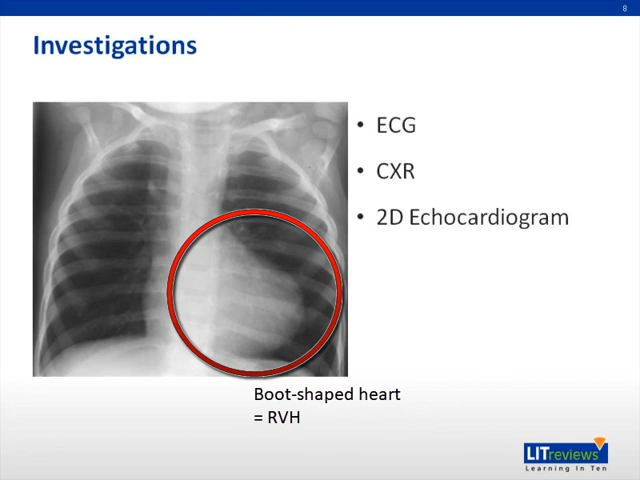 8
Investigations
• ECG
• CXR
• 2D Echocardiogram
Boot-shaped heart
= RVH
LITreviews
Learning In Ten